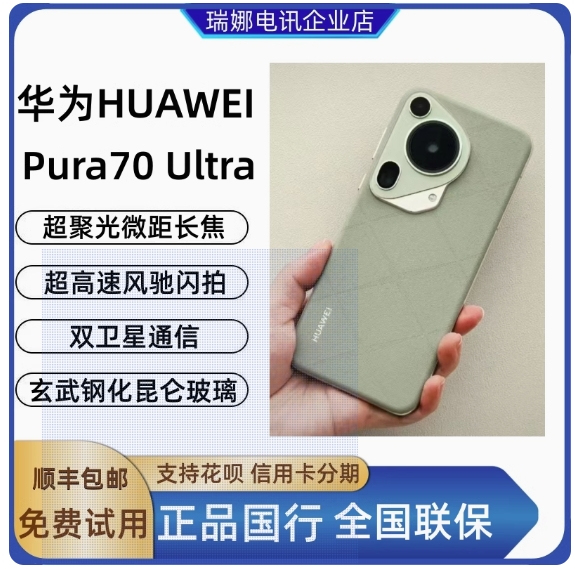 瑞娜电讯企业店
华为HUAWEI
Pura70 Ultra
超聚光微距长焦
超高速风驰闪拍
双卫星通信
玄武钢化昆仑玻璃
HUAWEI
支持花呗 信用卡分期
顺丰包邮
免费试用
正品国行 全国联保